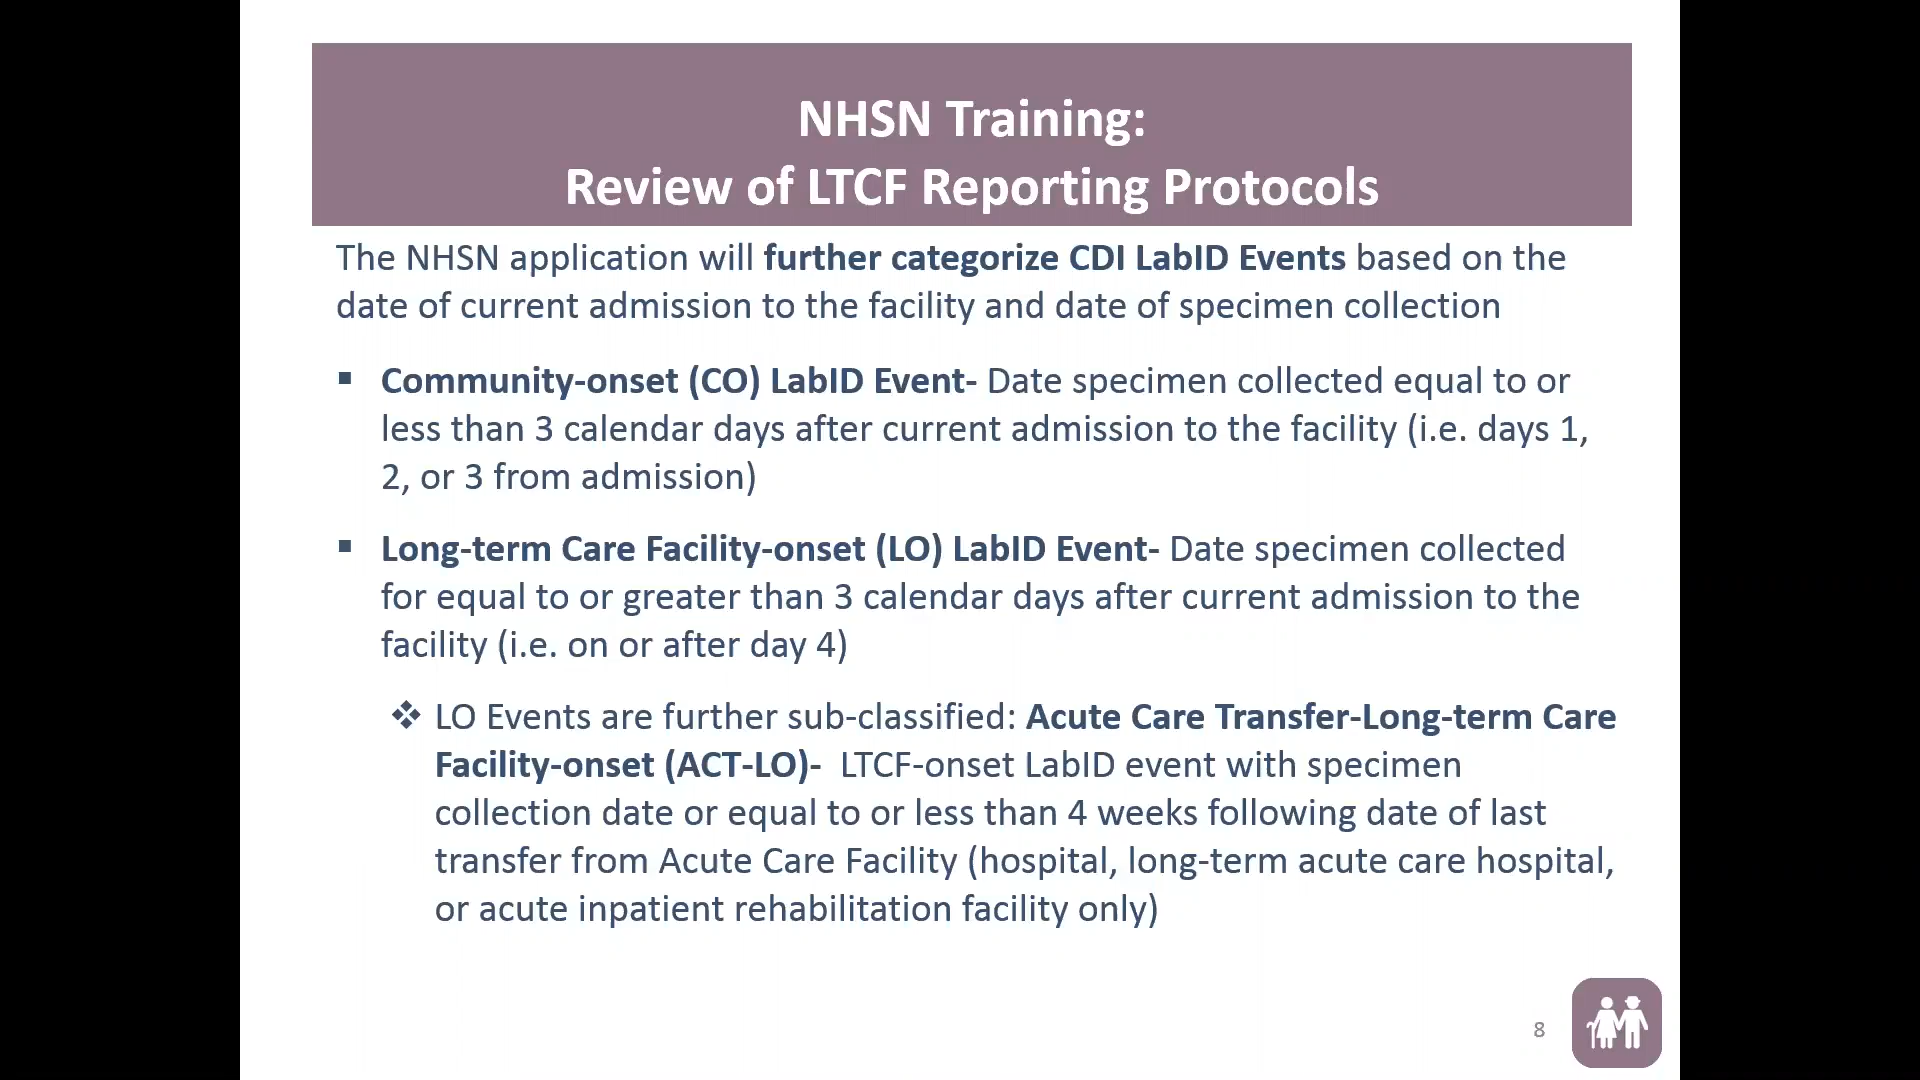 NHSN Training:
Review of LTCF Reporting Protocols
The NHSN application will further categorize CDI LabID Events based on the
date of current admission to the facility and date of specimen collection
▪ Community-onset (CO) LabID Event- Date specimen collected equal to or
less than 3 calendar days after current admission to the facility (i.e. days 1,
2, or 3 from admission)
▪ Long-term Care Facility-onset (LO) LabID Event- Date specimen collected
for equal to or greater than 3 calendar days after current admission to the
facility (i.e. on or after day 4)
❖ LO Events are further sub-classified: Acute Care Transfer-Long-term Care
Facility-onset (ACT-LO)- LTCF-onset LabID event with specimen
collection date or equal to or less than 4 weeks following date of last
transfer from Acute Care Facility (hospital, long-term acute care hospital,
or acute inpatient rehabilitation facility only)
8